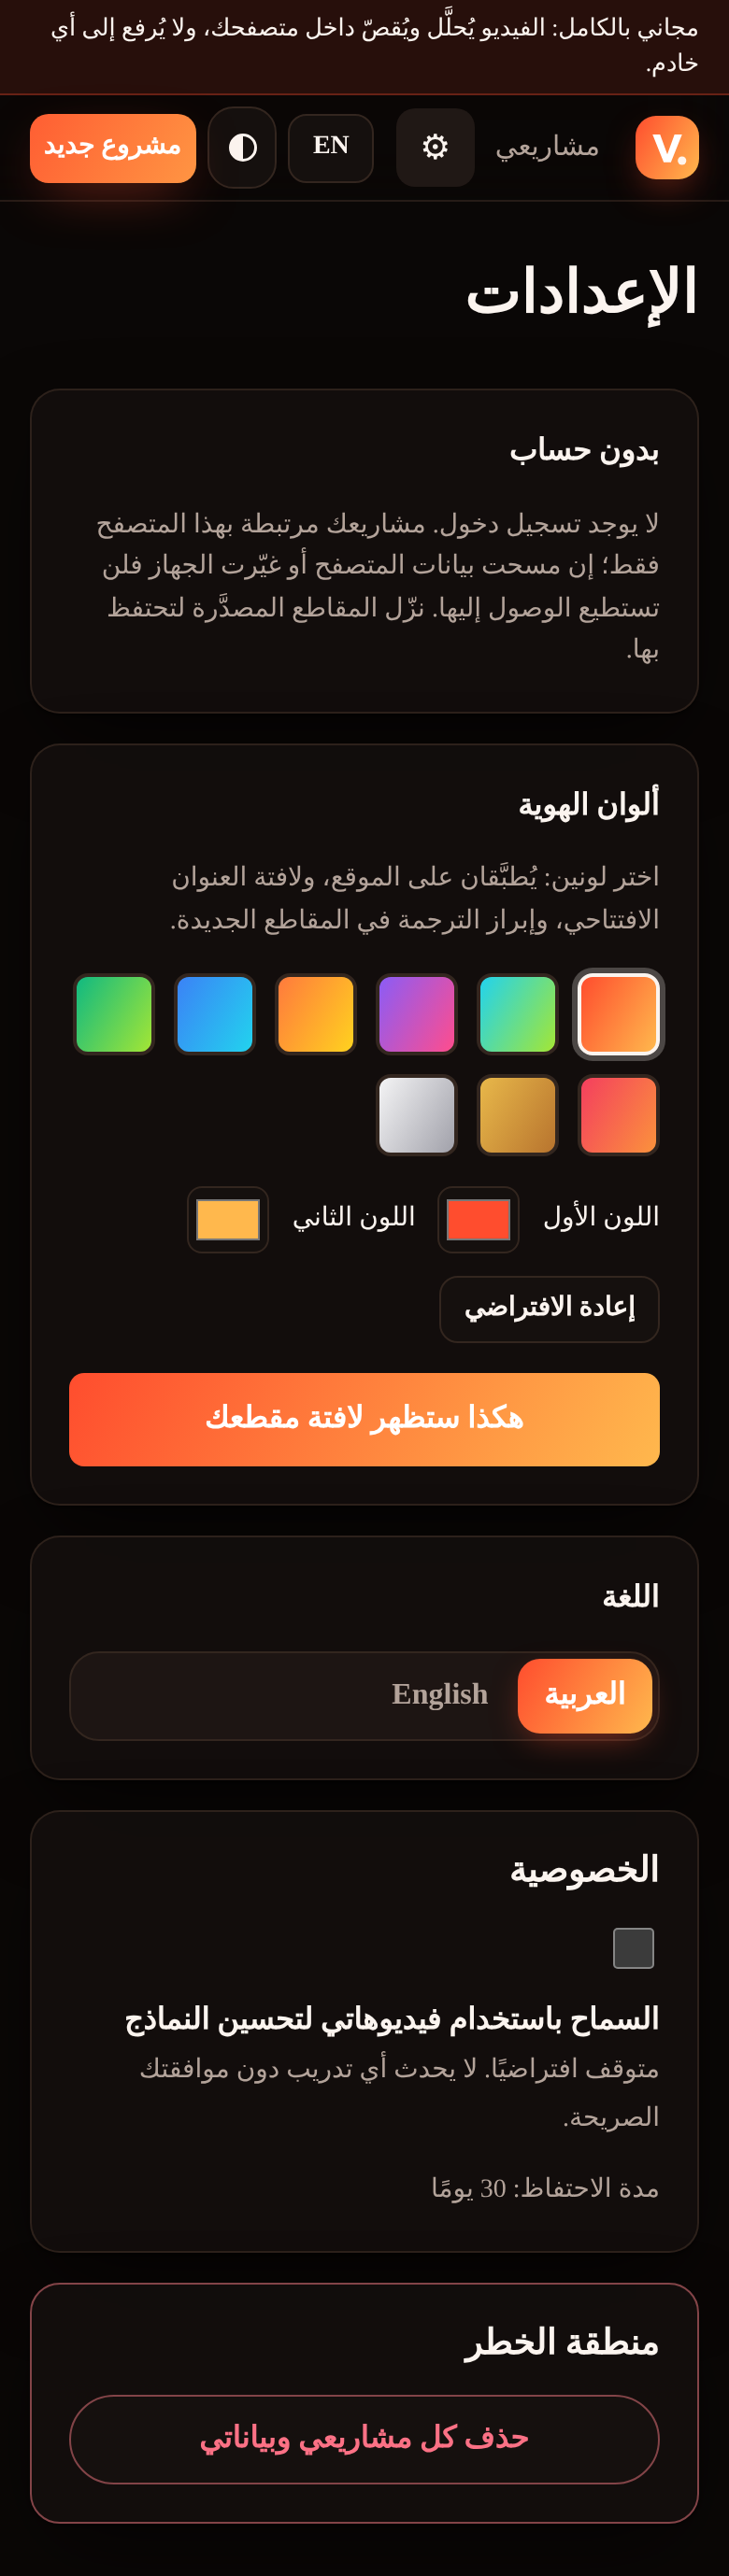 مجاني بالكامل: الفيديو يُحلَّل ويُقصّ داخل متصفحك، ولا يُرفع إلى أي
خادم.
V.
مشاريعي
EN
مشروع جديد
الإعدادات
بدون حساب
لا يوجد تسجيل دخول. مشاريعك مرتبطة بهذا المتصفح
فقط؛ إن مسحت بيانات المتصفح أو غيّرت الجهاز فلن
تستطيع الوصول إليها. نزّل المقاطع المصدَّرة لتحتفظ
بها.
ألوان الهوية
اختر لونين: يُطبَّقان على الموقع، ولافتة العنوان
الافتتاحي، وإبراز الترجمة في المقاطع الجديدة.
اللون الأول
اللون الثاني
إعادة الافتراضي
هكذا ستظهر لافتة مقطعك
اللغة
العربية
English
الخصوصية
السماح باستخدام فيديوهاتي لتحسين النماذج
متوقف افتراضيًا. لا يحدث أي تدريب دون موافقتك
الصريحة.
مدة الاحتفاظ: 30 يومًا
منطقة الخطر
حذف كل مشاريعي وبياناتي